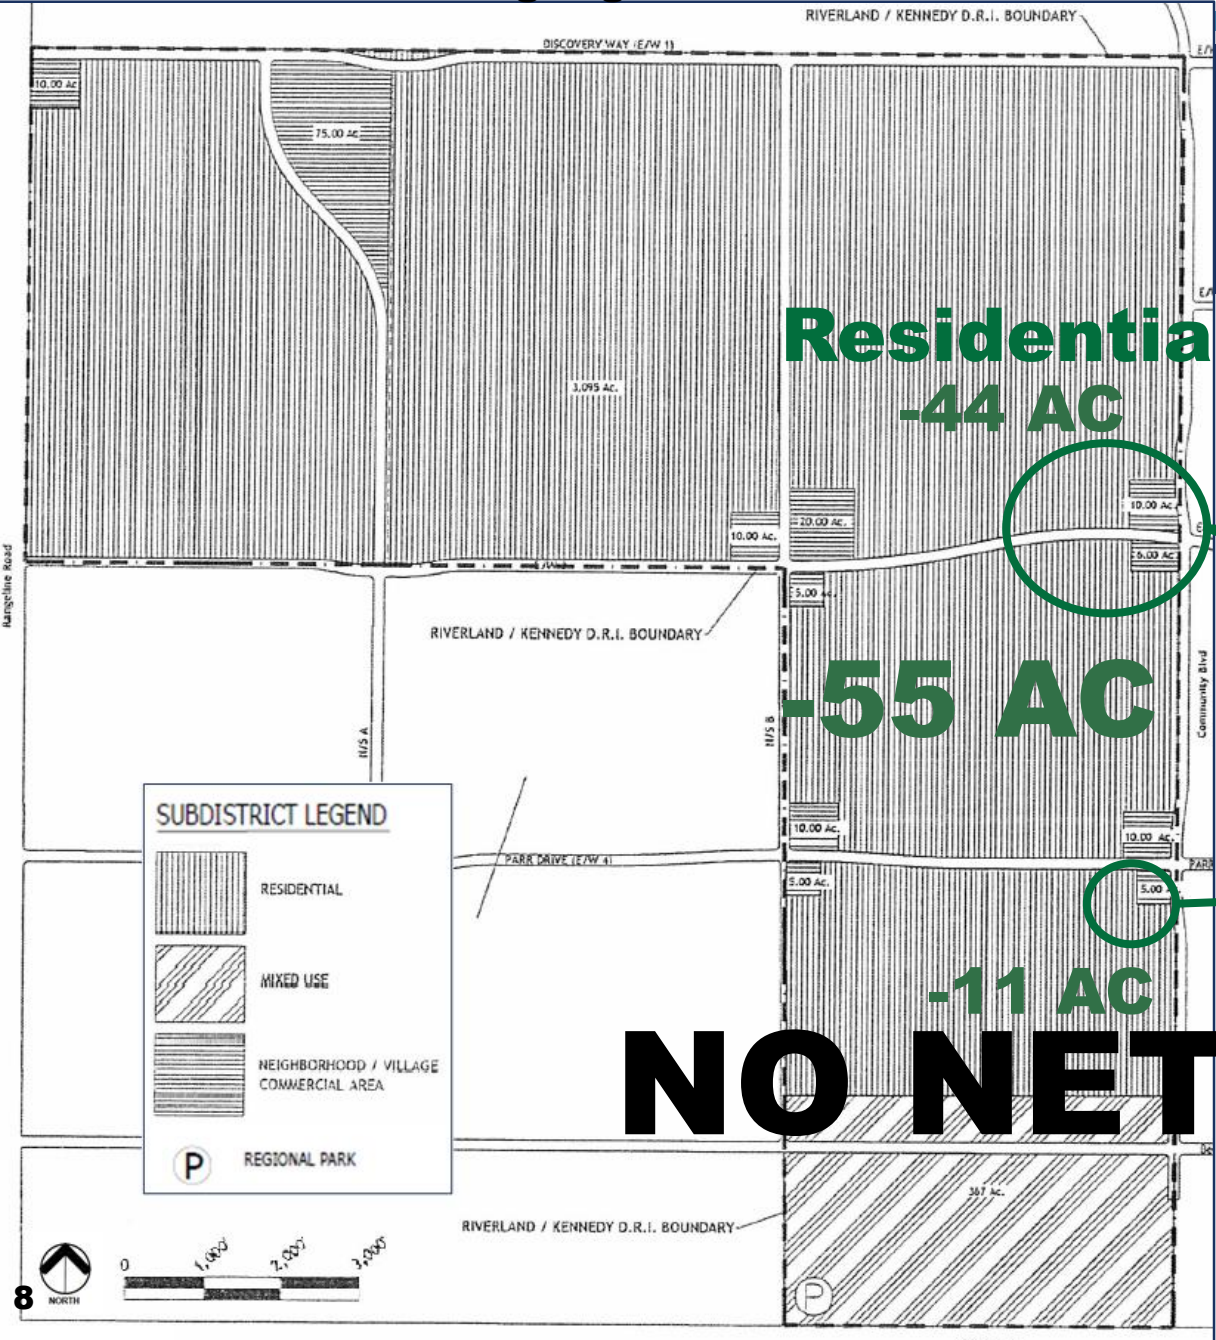 RIVERLAND / KENNEDY D.R.I. BOUNDARY
DISCOVERY WAY (E/W 1)
10.00 Ac
75.00 Ac.
Residentia
3,095 Ac.
-44 AC
10.00 Ac.
20.00 Ac.
10.00 Ac.
6.00 Ac.
5.00 Ac.
Rangeline Road
RIVERLAND / KENNEDY D.R.I. BOUNDARY
-55 AC
Community Blvd
N/S A
N/S B
SUBDISTRICT LEGEND
RESIDENTIAL
MIXED USE
NEIGHBORHOOD / VILLAGE
COMMERCIAL AREA
P REGIONAL PARK
10.00 Ac.
10.00 Ac.
PARR DRIVE (E/W 4)
PARR
5.00 Ac.
5.00
-11 AC
NO NET
367 Ac.
RIVERLAND / KENNEDY D.R.I. BOUNDARY
P
0 1,000' 2,000' 3,000'
8
NORTH